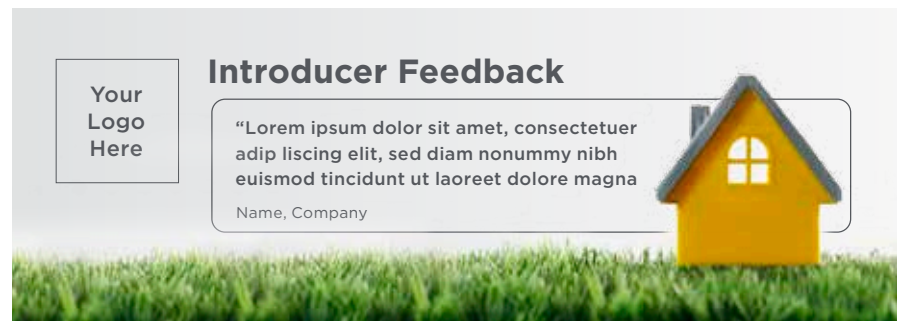 Your
Logo
Here
Introducer Feedback
“Lorem ipsum dolor sit amet, consectetuer
adip liscing elit, sed diam nonummy nibh
euismod tincidunt ut laoreet dolore magna
Name, Company